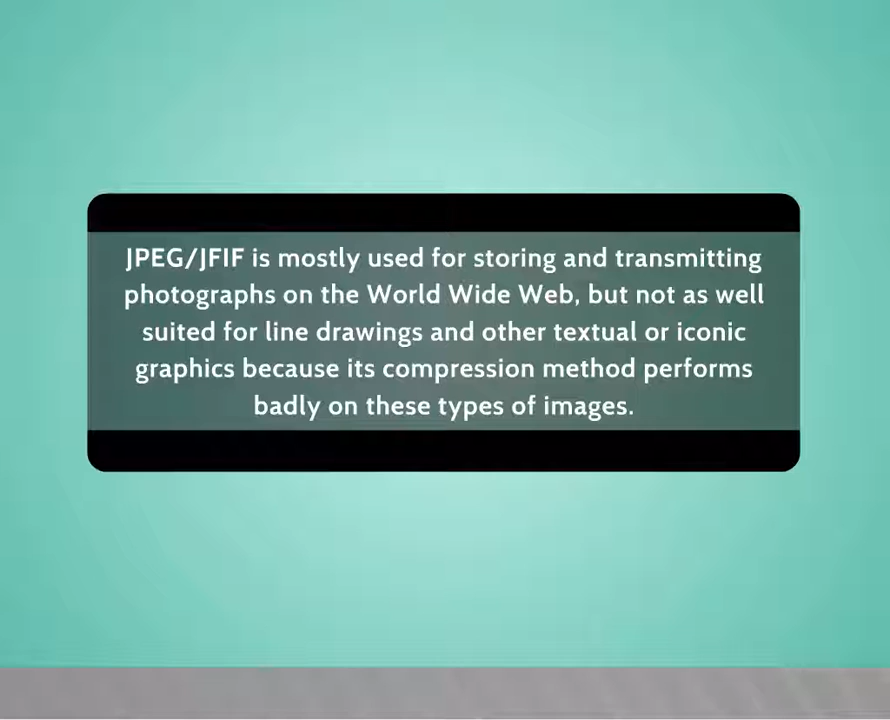 JPEG/JFIF is mostly used for storing and transmitting
photographs on the World Wide Web, but not as well
suited for line drawings and other textual or iconic
graphics because its compression method performs
badly on these types of images.